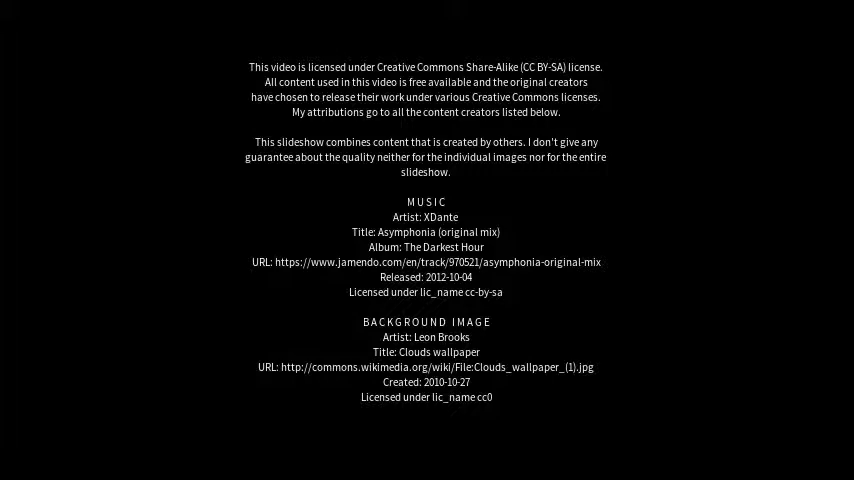 This video is licensed under Creative Commons Share-Alike (CC BY-SA) license.
All content used in this video is free available and the original creators
have chosen to release their work under various Creative Commons licenses.
My attributions go to all the content creators listed below.
This slideshow combines content that is created by others. I don't give any
guarantee about the quality neither for the individual images nor for the entire
slideshow.
MUSIC
Artist: XDante
Title: Asymphonia (original mix)
Album: The Darkest Hour
URL: https://www.jamendo.com/en/track/970521/asymphonia-original-mix
Released: 2012-10-04
Licensed under lic_name cc-by-sa
BACKGROUND IMAGE
Artist: Leon Brooks
Title: Clouds wallpaper
URL: http://commons.wikimedia.org/wiki/File:Clouds_wallpaper_(1).jpg
Created: 2010-10-27
Licensed under lic_name cc0